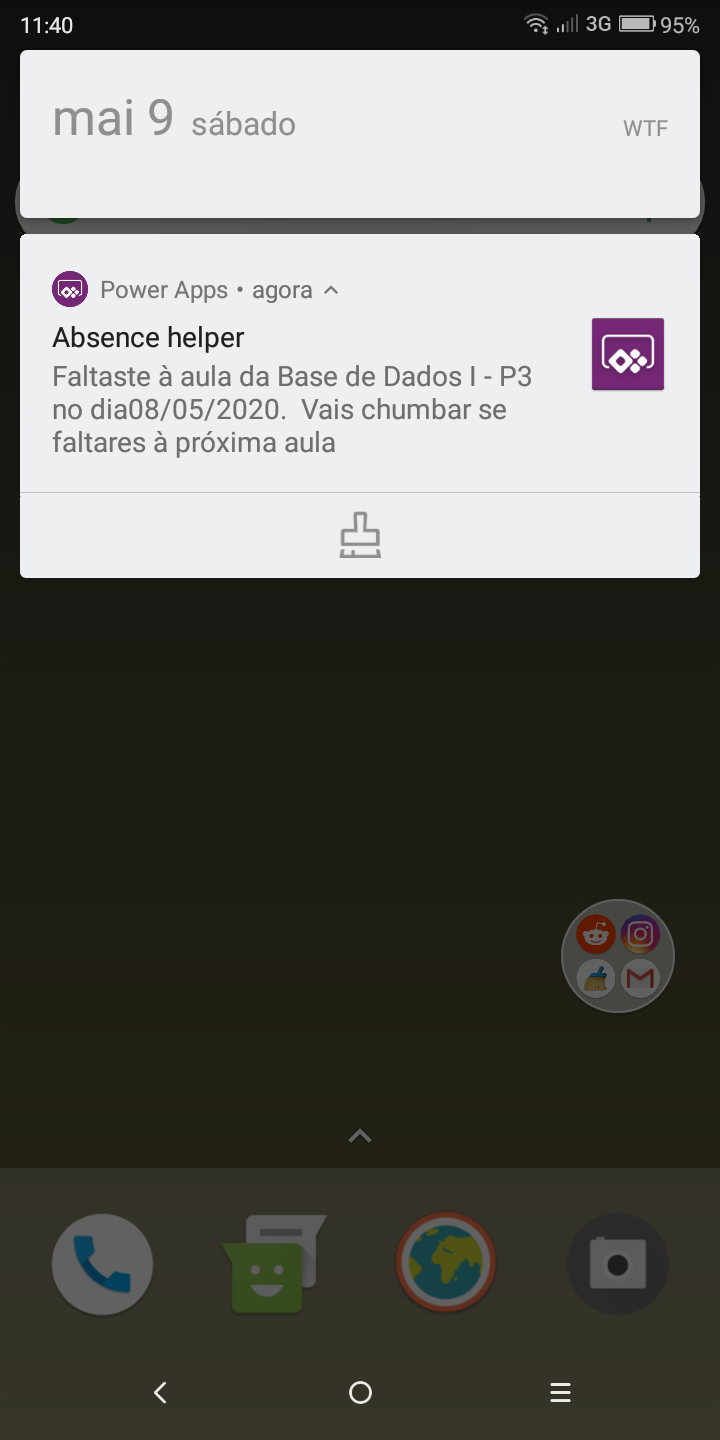 11:40 3G 95%
mai 9 sábado WTF
Power Apps • agora
Absence helper
Faltaste à aula da Base de Dados I - P3
no dia08/05/2020.  Vais chumbar se
faltares à próxima aula